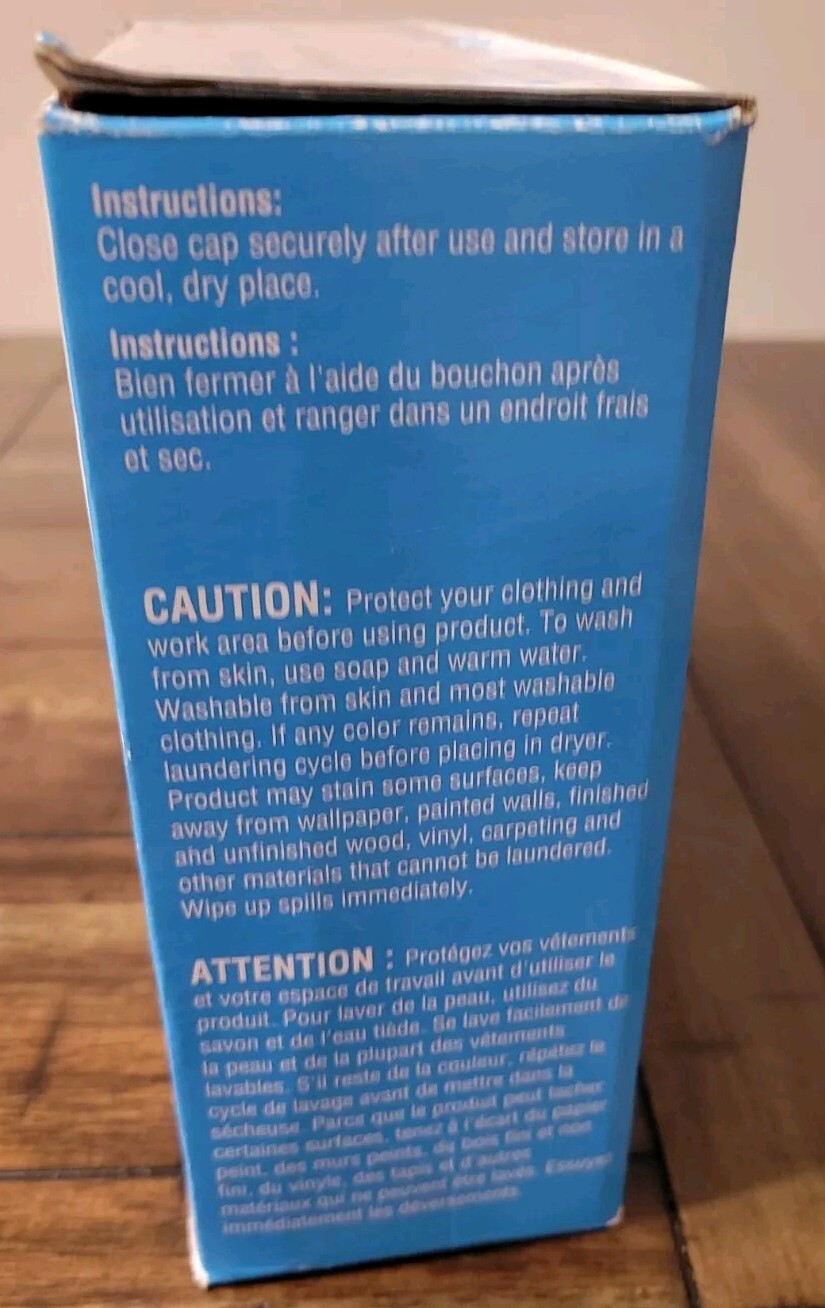 Instructions:
Close cap securely after use and store in a
cool, dry place.
Instructions :
Bien fermer à l'aide du bouchon après
utilisation et ranger dans un endroit frais
et sec.
CAUTION: Protect your clothing and
work area before using product. To wash
from skin, use soap and warm water.
Washable from skin and most washable
clothing. If any color remains, repeat
laundering cycle before placing in dryer.
Product may stain some surfaces, keep
away from wallpaper, painted walls, finished
and unfinished wood, vinyl, carpeting and
other materials that cannot be laundered.
Wipe up spills immediately.
ATTENTION : Protégez vos vêtements
et votre espace de travail avant d'utiliser le
produit. Pour laver de la peau, utilisez du
savon et de l'eau tiède. Se lave facilement de
la peau et de la plupart des vêtements
lavables. S'il reste de la couleur, répétez le
cycle de lavage avant de mettre dans la
sécheuse. Parce que le produit peut tacher
certaines surfaces, tenez à l'écart du papier
peint, des murs peints, du bois fini et non
fini, du vinyle, des tapis et d'autres
matériaux qui ne peuvent être lavés. Essuyez
immédiatement les déversements.